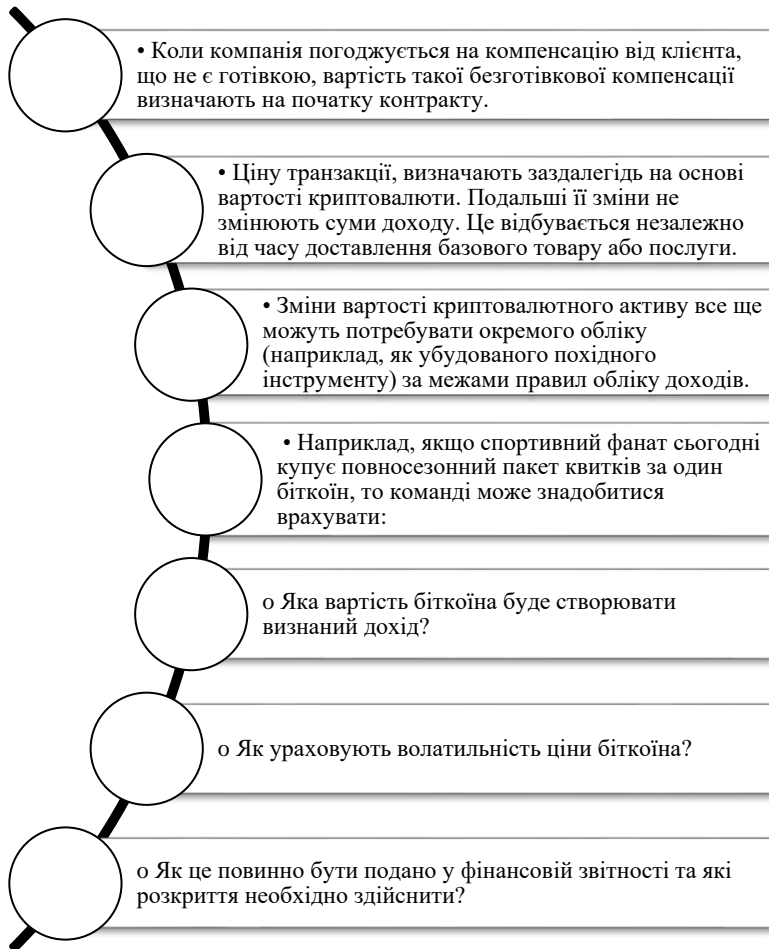 • Коли компанія погоджується на компенсацію від клієнта,
що не є готівкою, вартість такої безготівкової компенсації
визначають на початку контракту.
• Ціну транзакції, визначають заздалегідь на основі
вартості криптовалюти. Подальші її зміни не
змінюють суми доходу. Це відбувається незалежно
від часу доставлення базового товару або послуги.
• Зміни вартості криптовалютного активу все ще
можуть потребувати окремого обліку
(наприклад, як убудованого похідного
інструменту) за межами правил обліку доходів.
• Наприклад, якщо спортивний фанат сьогодні
купує повносезонний пакет квитків за один
біткоїн, то команді може знадобитися
врахувати:
o Яка вартість біткоїна буде створювати
визнаний дохід?
o Як ураховують волатильність ціни біткоїна?
o Як це повинно бути подано у фінансовій звітності та які
розкриття необхідно здійснити?